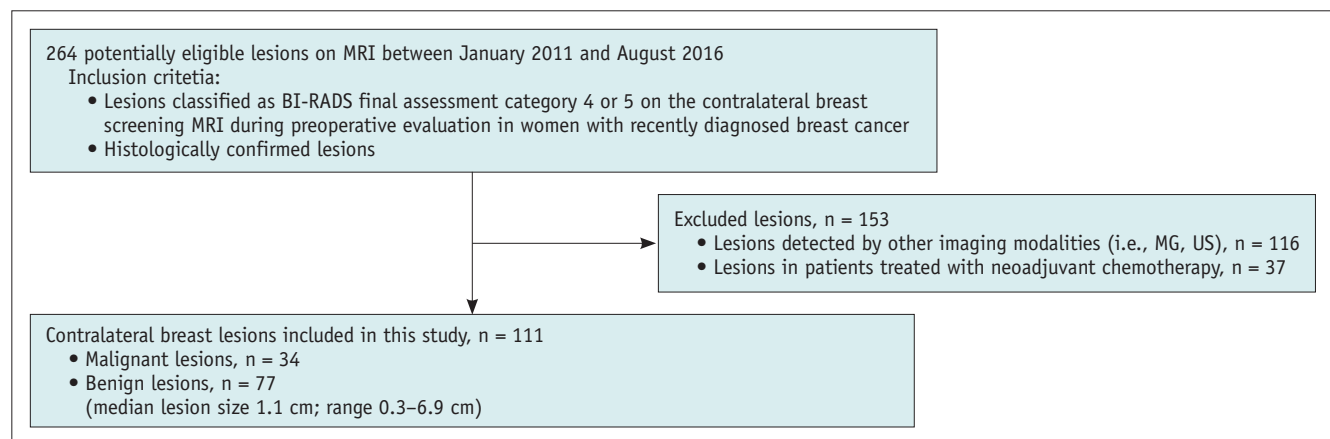 264 potentially eligible lesions on MRI between January 2011 and August 2016
Inclusion critetia:
• Lesions classified as BI-RADS final assessment category 4 or 5 on the contralateral breast
screening MRI during preoperative evaluation in women with recently diagnosed breast cancer
• Histologically confirmed lesions
Excluded lesions, n = 153
• Lesions detected by other imaging modalities (i.e., MG, US), n = 116
• Lesions in patients treated with neoadjuvant chemotherapy, n = 37
Contralateral breast lesions included in this study, n = 111
• Malignant lesions, n = 34
• Benign lesions, n = 77
(median lesion size 1.1 cm; range 0.3–6.9 cm)